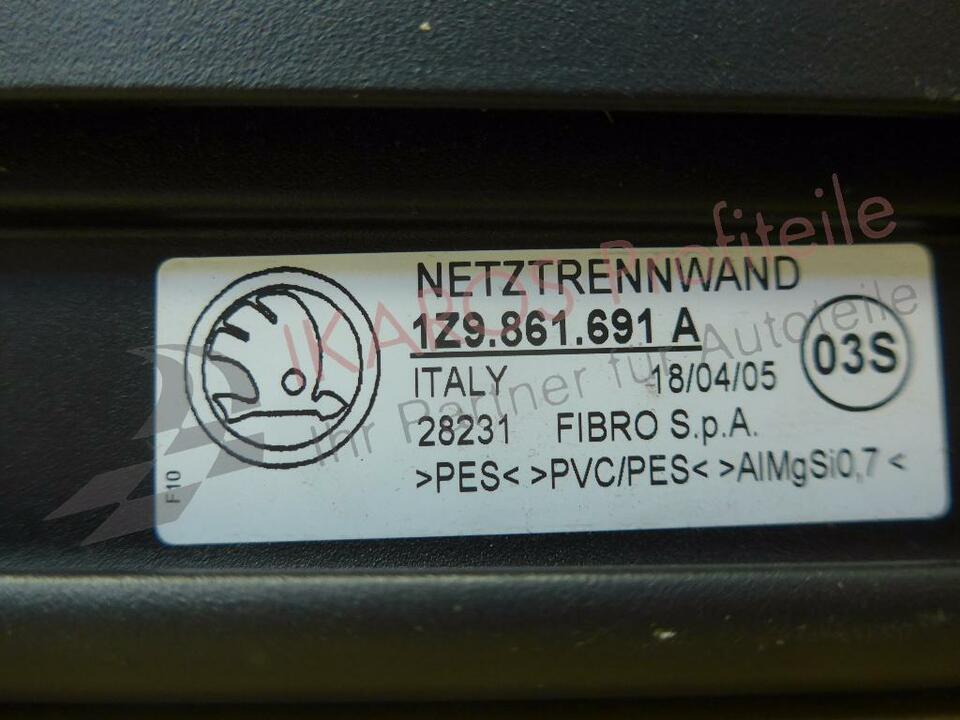 NETZTRENNWAND
1Z9.861.691 A
ITALY 18/04/05
03S
28231 FIBRO S.p.A.
>PES< >PVC/PES< >AlMgSi0,7<
F10
IKAROS Profiteile
Ihr Partner für Autoteile